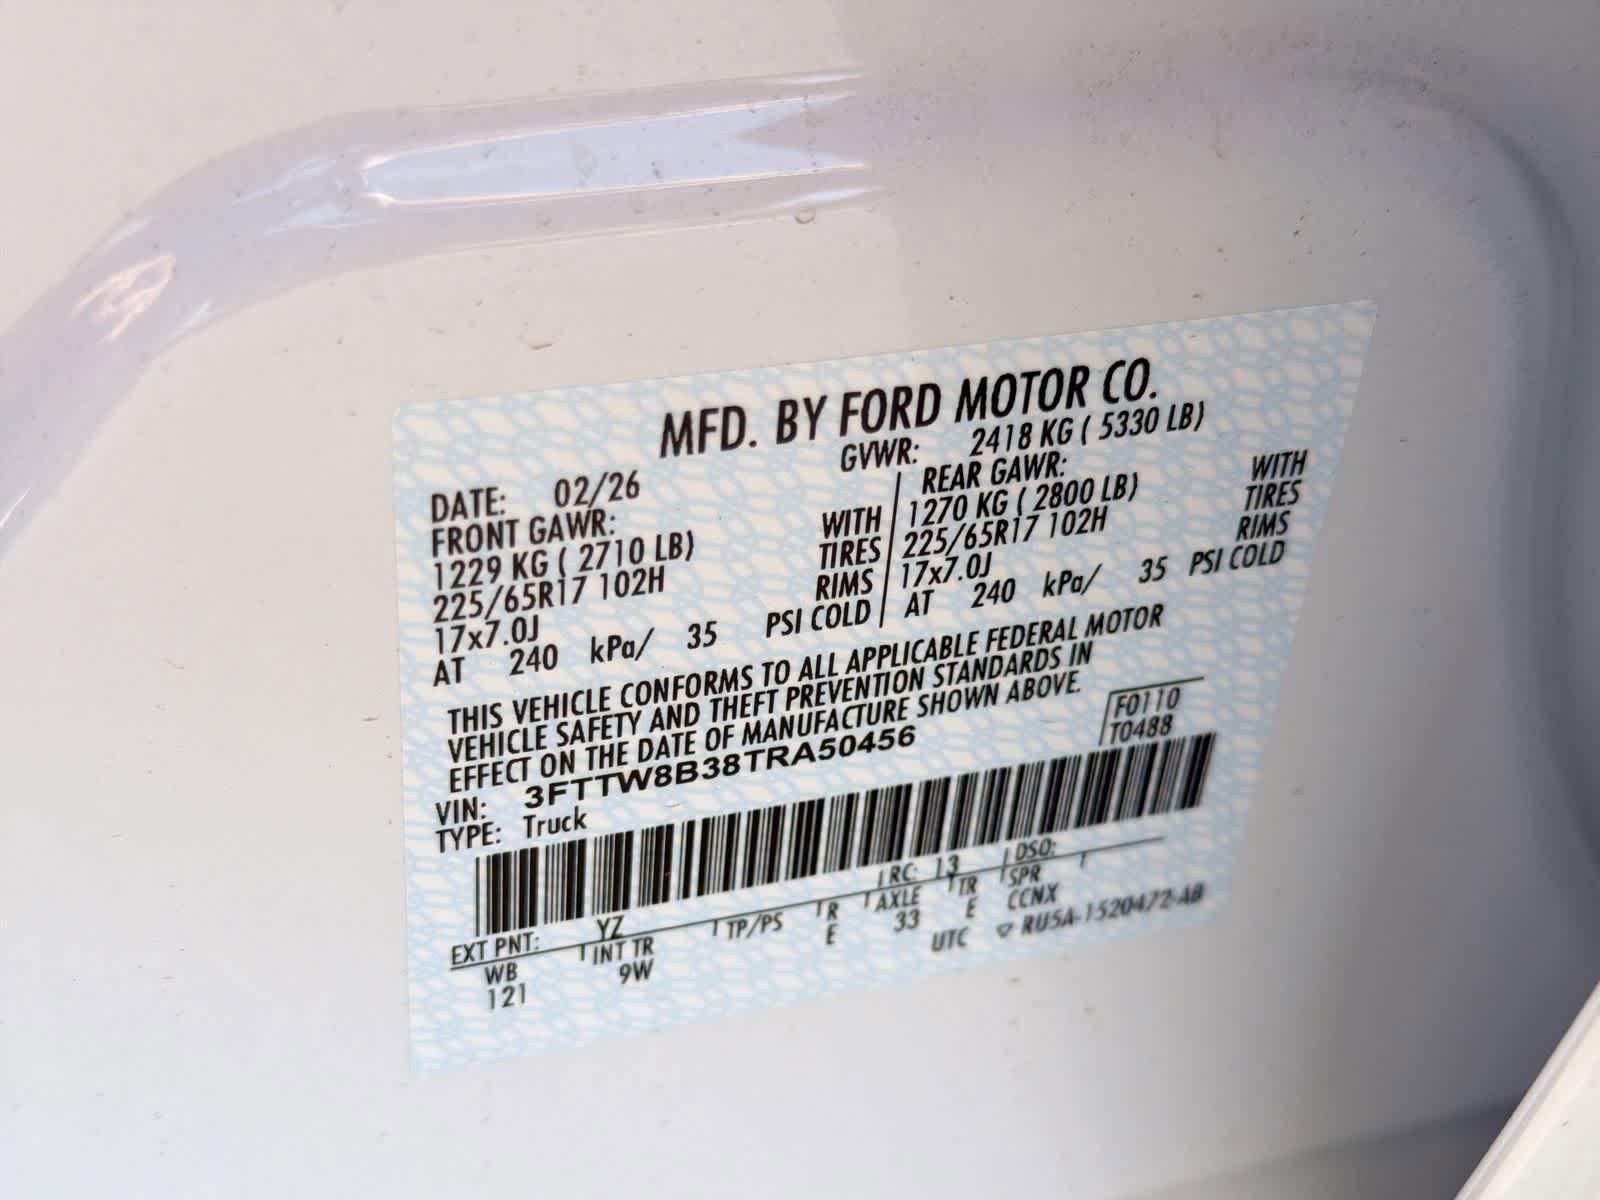 MFD. BY FORD MOTOR CO.
DATE: 02/26 GVWR: 2418 KG ( 5330 LB)
FRONT GAWR: REAR GAWR:
1229 KG ( 2710 LB) WITH 1270 KG ( 2800 LB) WITH
225/65R17 102H TIRES 225/65R17 102H TIRES
17x7.0J RIMS 17x7.0J RIMS
AT 240 kPa/ 35 PSI COLD AT 240 kPa/ 35 PSI COLD
THIS VEHICLE CONFORMS TO ALL APPLICABLE FEDERAL MOTOR
VEHICLE SAFETY AND THEFT PREVENTION STANDARDS IN
EFFECT ON THE DATE OF MANUFACTURE SHOWN ABOVE.
F0110
T0488
VIN: 3FTTW8B38TRA50456
TYPE: Truck
EXT PNT: YZ RC: 13 DSO:
WB INT TR TP/PS R AXLE TR SPR
121 9W E 33 E CCNX
UTC ▽ RU5A-1520472-AB